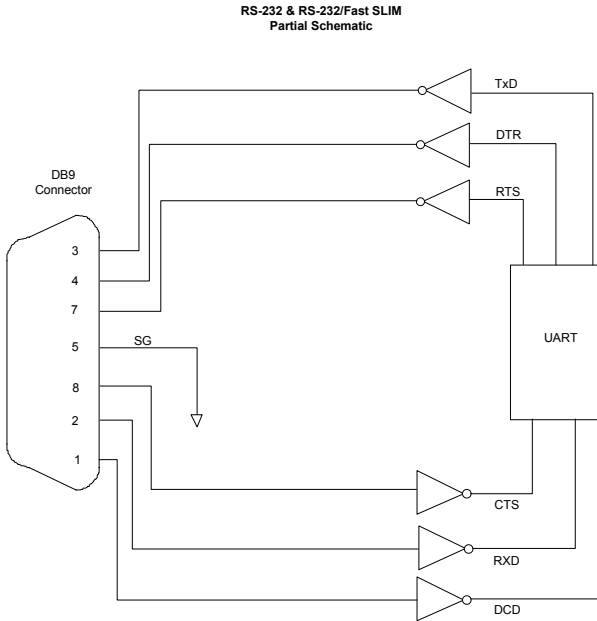 RS-232 & RS-232/Fast SLIM
Partial Schematic
TxD
DTR
DB9
Connector
RTS
3
4
7
UART
5
SG
8
2
1
CTS
RXD
DCD